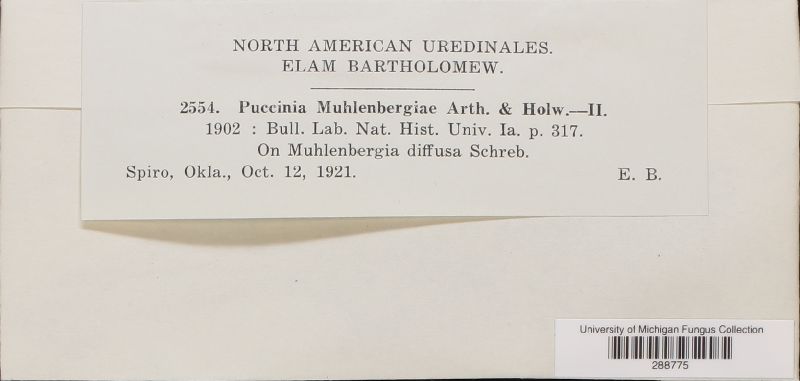 NORTH AMERICAN UREDINALES.
ELAM BARTHOLOMEW.
2554. Puccinia Muhlenbergiae Arth. & Holw.—II.
1902 : Bull. Lab. Nat. Hist. Univ. Ia. p. 317.
On Muhlenbergia diffusa Schreb.
Spiro, Okla., Oct. 12, 1921. E. B.
University of Michigan Fungus Collection
288775